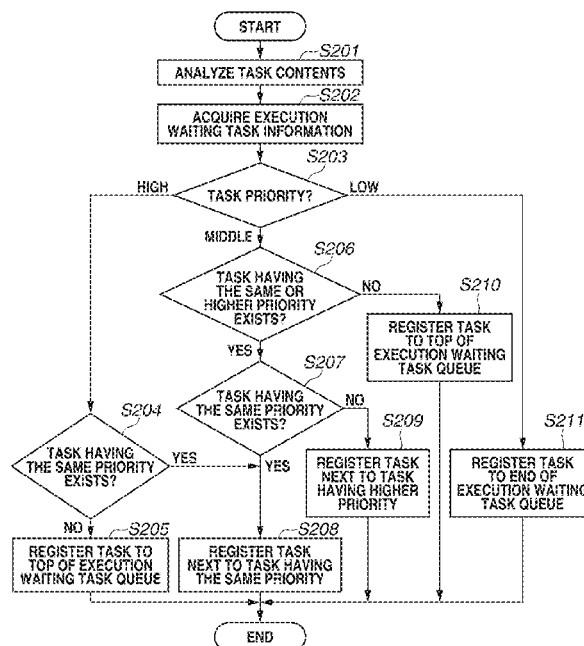 START
S201
ANALYZE TASK CONTENTS
S202
ACQUIRE EXECUTION
WAITING TASK INFORMATION
S203
HIGH
TASK PRIORITY?
LOW
MIDDLE
S206
TASK HAVING
THE SAME OR
HIGHER PRIORITY
EXISTS?
NO
S210
REGISTER TASK
TO TOP OF
EXECUTION WAITING
TASK QUEUE
YES
S207
TASK HAVING
THE SAME PRIORITY
EXISTS?
NO
S204
TASK HAVING
THE SAME PRIORITY
EXISTS?
YES
YES
S209
REGISTER TASK
NEXT TO TASK
HAVING HIGHER
PRIORITY
S211
REGISTER TASK
TO END OF
EXECUTION WAITING
TASK QUEUE
NO
S205
REGISTER TASK TO
TOP OF EXECUTION
WAITING TASK QUEUE
S208
REGISTER TASK
NEXT TO TASK HAVING
THE SAME PRIORITY
END